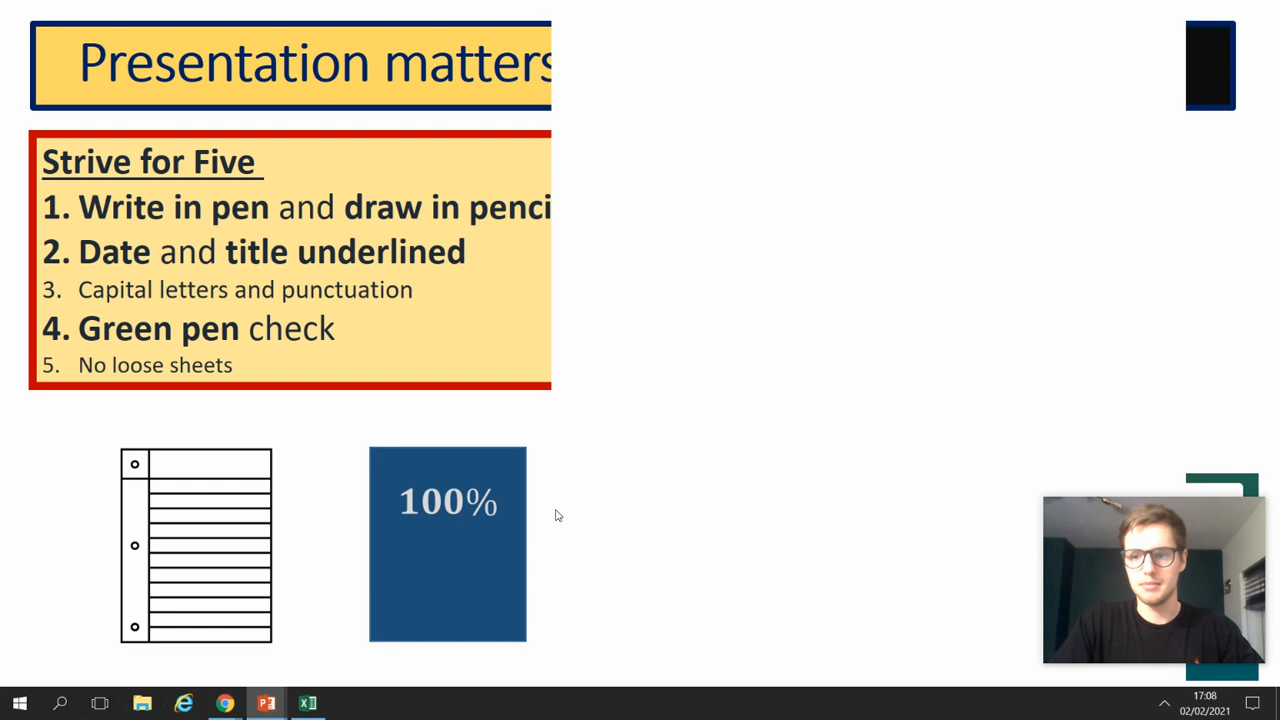 Presentation matters
Strive for Five
1. Write in pen and draw in penci
2. Date and title underlined
3. Capital letters and punctuation
4. Green pen check
5. No loose sheets
100%
17:08
02/02/2021